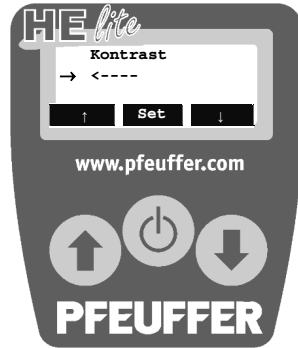 HE lite
Kontrast
→ <----
↑ Set ↓
www.pfeuffer.com
PFEUFFER